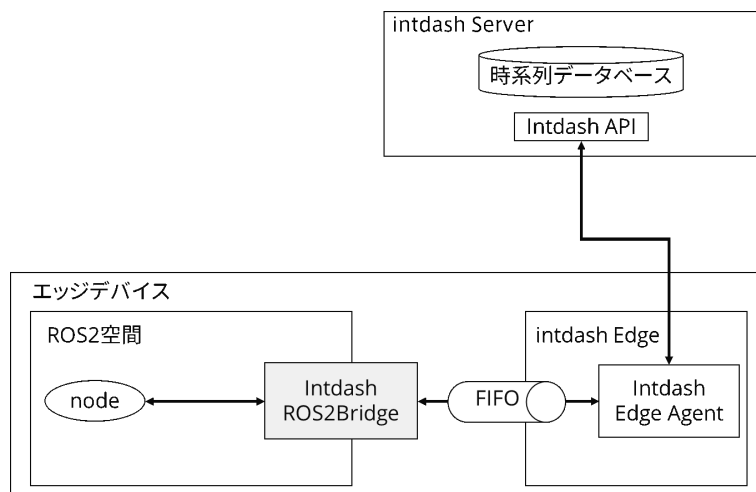 intdash Server
時系列データベース
Intdash API
エッジデバイス
ROS2空間
intdash Edge
node
Intdash
ROS2Bridge
FIFO
Intdash
Edge Agent